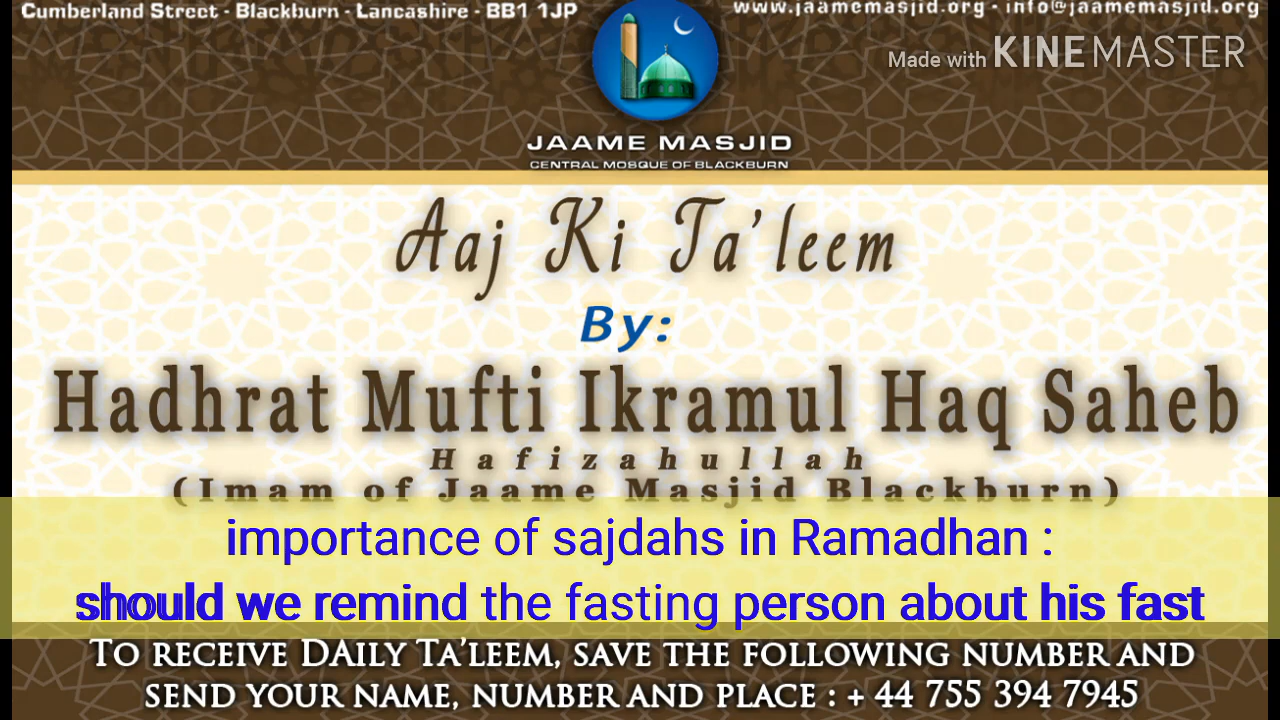 Cumberland Street - Blackburn - Lancashire - BB1 1JP
www.jaamemasjid.org - info@jaamemasjid.org
Made with KINEMASTER
JAAME MASJID
CENTRAL MOSQUE OF BLACKBURN
Aaj Ki Ta'leem
By:
Hadhrat Mufti Ikramul Haq Saheb
Hafizahullah
(Imam of Jaame Masjid Blackburn)
importance of sajdahs in Ramadhan :
should we remind the fasting person about his fast
To receive DAily Ta'leem, save the following number and
send your name, number and place : + 44 755 394 7945